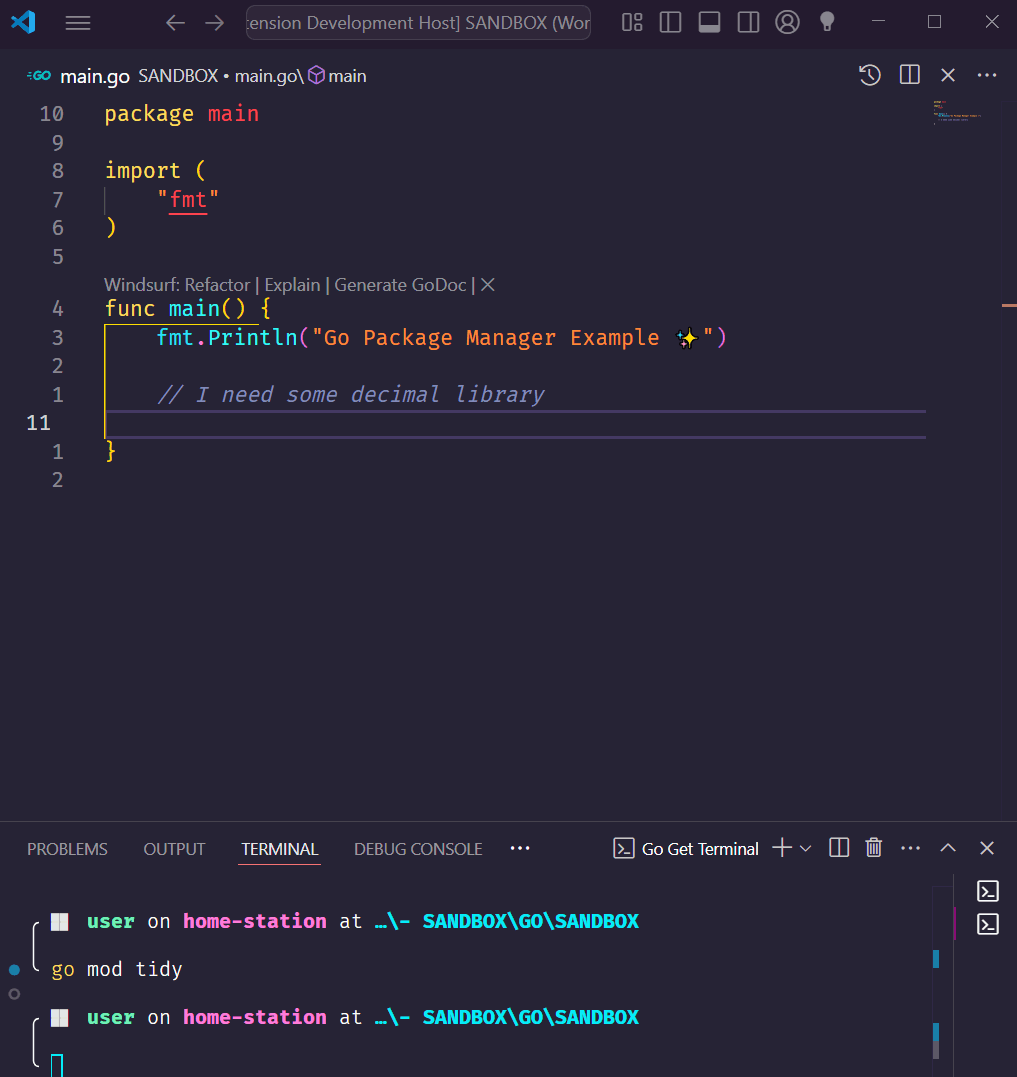 tension Development Host] SANDBOX (Wor
GO main.go SANDBOX • main.go\ main
10 package main
9
8 import (
7 "fmt"
6 )
5
Windsurf: Refactor | Explain | Generate GoDoc | ✕
4 func main() {
3 fmt.Println("Go Package Manager Example ✨")
2
1 // I need some decimal library
11
1 }
2
PROBLEMS OUTPUT TERMINAL DEBUG CONSOLE ··· Go Get Terminal
user on home-station at …\- SANDBOX\GO\SANDBOX
go mod tidy
user on home-station at …\- SANDBOX\GO\SANDBOX